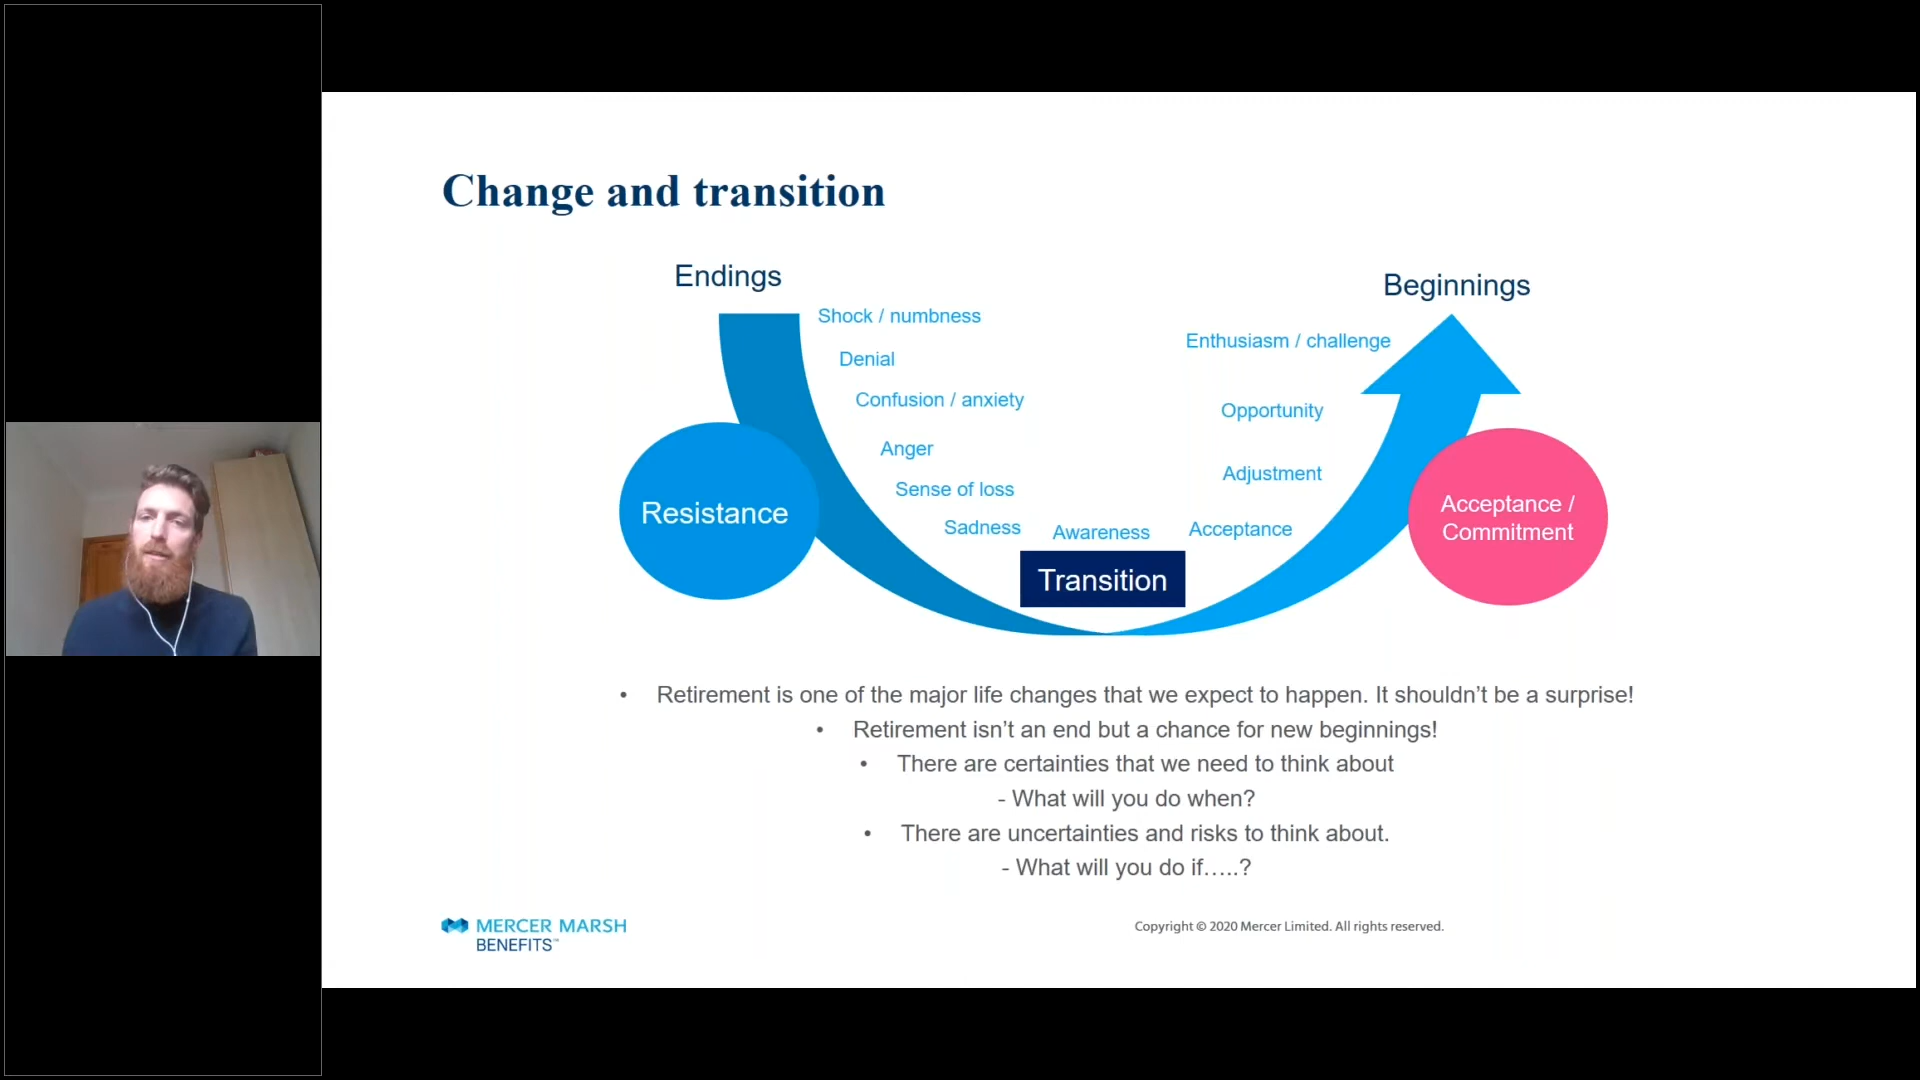 Change and transition
Endings
Beginnings
Shock / numbness
Denial
Confusion / anxiety
Anger
Sense of loss
Sadness
Awareness
Acceptance
Adjustment
Opportunity
Enthusiasm / challenge
Resistance
Transition
Acceptance /
Commitment
• Retirement is one of the major life changes that we expect to happen. It shouldn’t be a surprise!
• Retirement isn’t an end but a chance for new beginnings!
• There are certainties that we need to think about
- What will you do when?
• There are uncertainties and risks to think about.
- What will you do if…..?
MERCER MARSH
BENEFITS™
Copyright © 2020 Mercer Limited. All rights reserved.